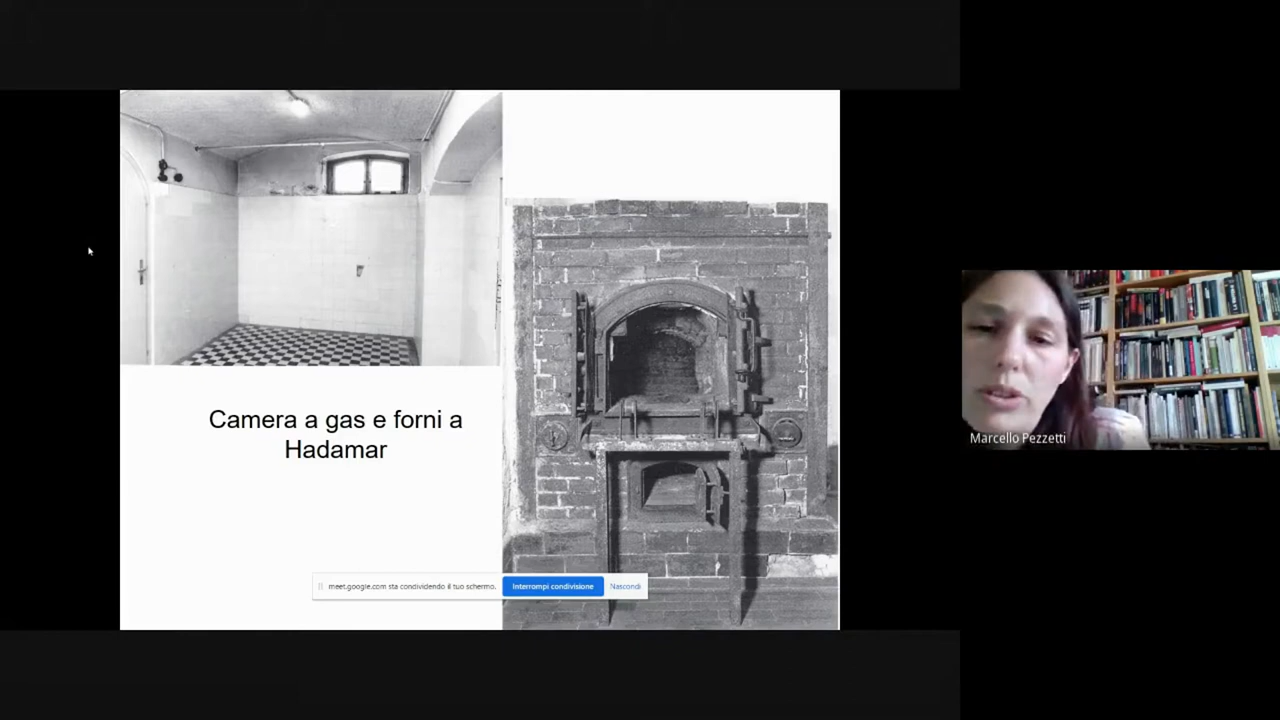 Camera a gas e forni a
Hadamar
meet.google.com sta condividendo il tuo schermo. Interrompi condivisione Nascondi
Marcello Pezzetti